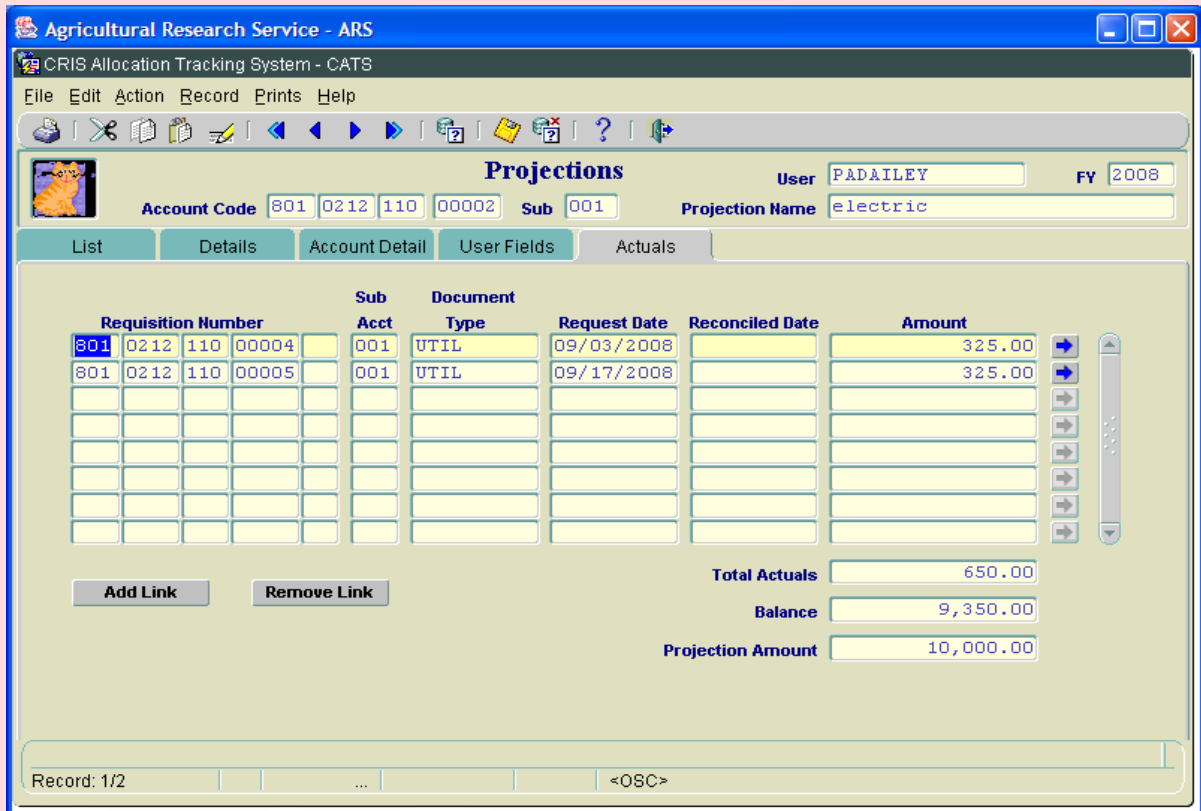 Agricultural Research Service - ARS
CRIS Allocation Tracking System - CATS
File Edit Action Record Prints Help
Projections
User PADAILEY FY 2008
Account Code 801 0212 110 00002 Sub 001 Projection Name electric
List Details Account Detail User Fields Actuals
Sub Document
Requisition Number Acct Type Request Date Reconciled Date Amount
801 0212 110 00004 001 UTIL 09/03/2008 325.00
801 0212 110 00005 001 UTIL 09/17/2008 325.00
Total Actuals 650.00
Add Link Remove Link
Balance 9,350.00
Projection Amount 10,000.00
Record: 1/2 ... <OSC>